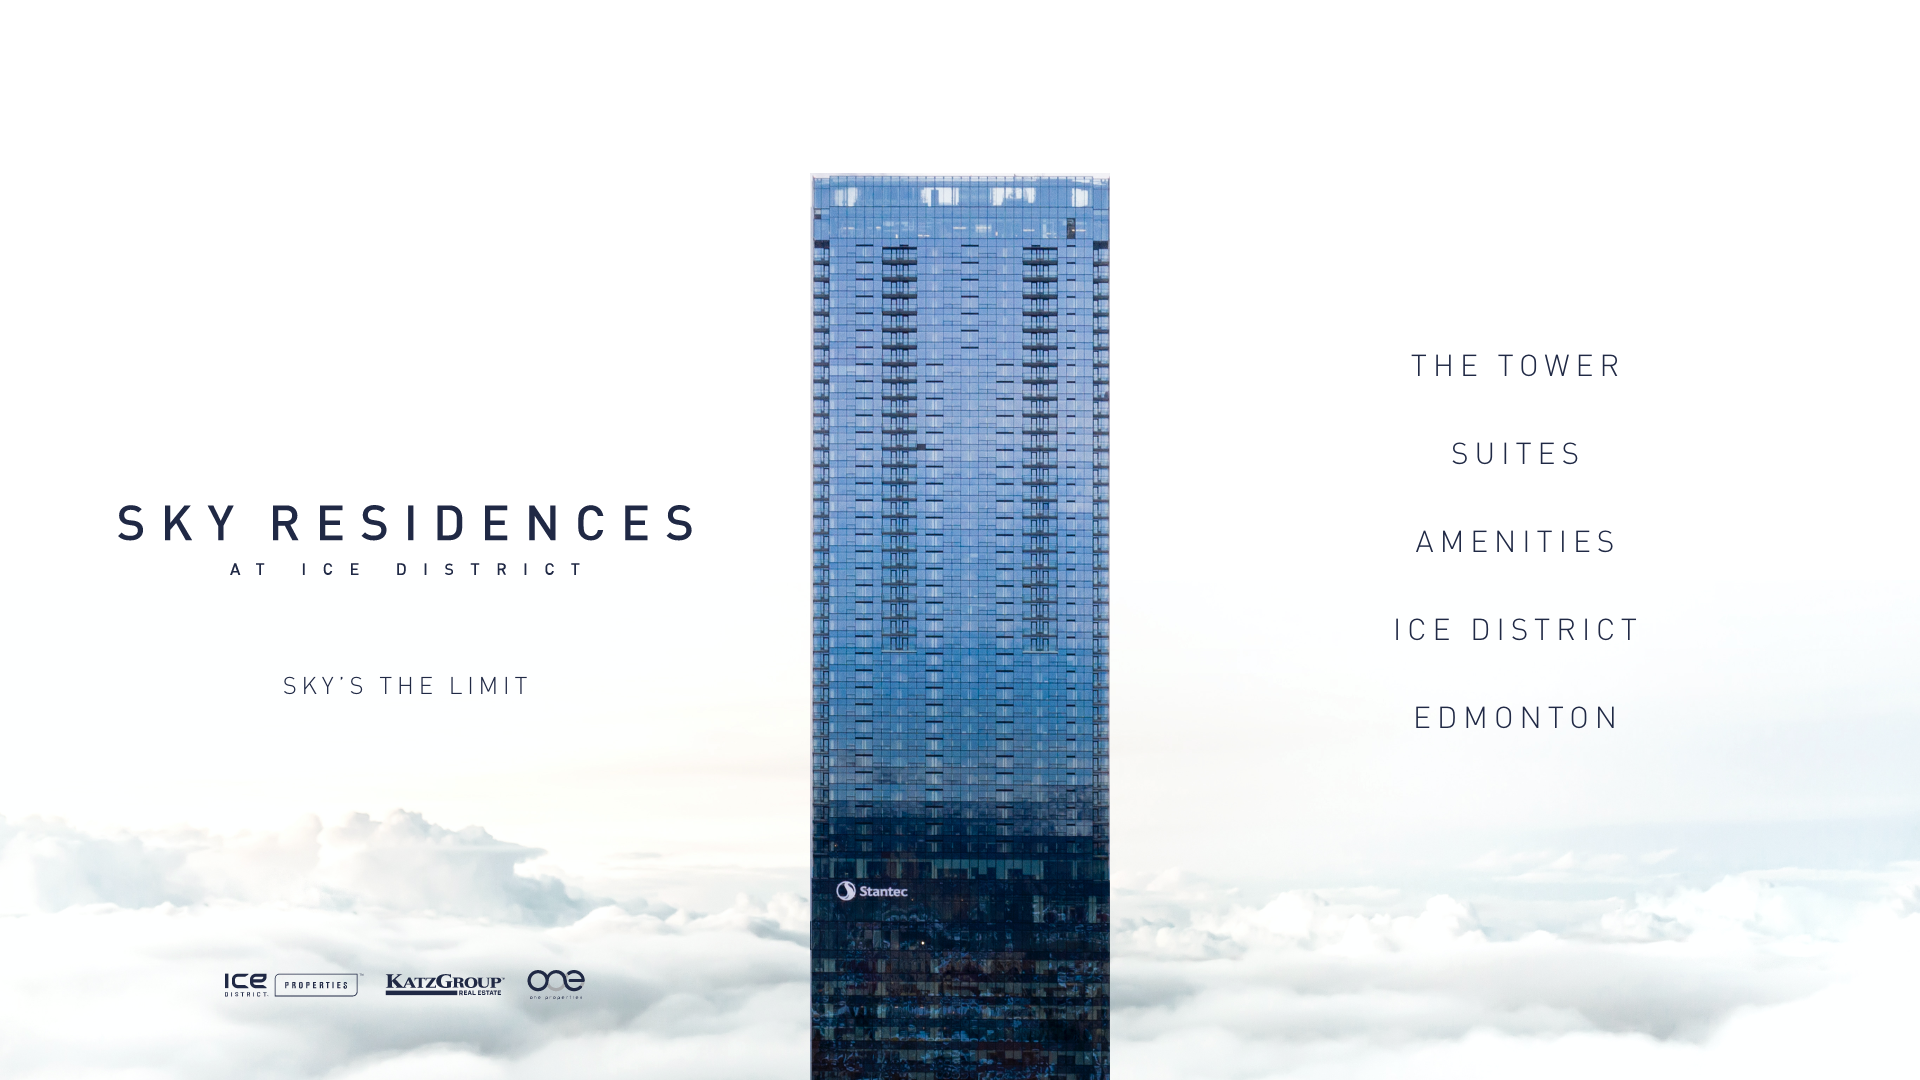 SKY RESIDENCES
AT ICE DISTRICT
SKY'S THE LIMIT
THE TOWER
SUITES
AMENITIES
ICE DISTRICT
EDMONTON
Stantec
ICE DISTRICT PROPERTIES
KATZGROUP REAL ESTATE
one properties